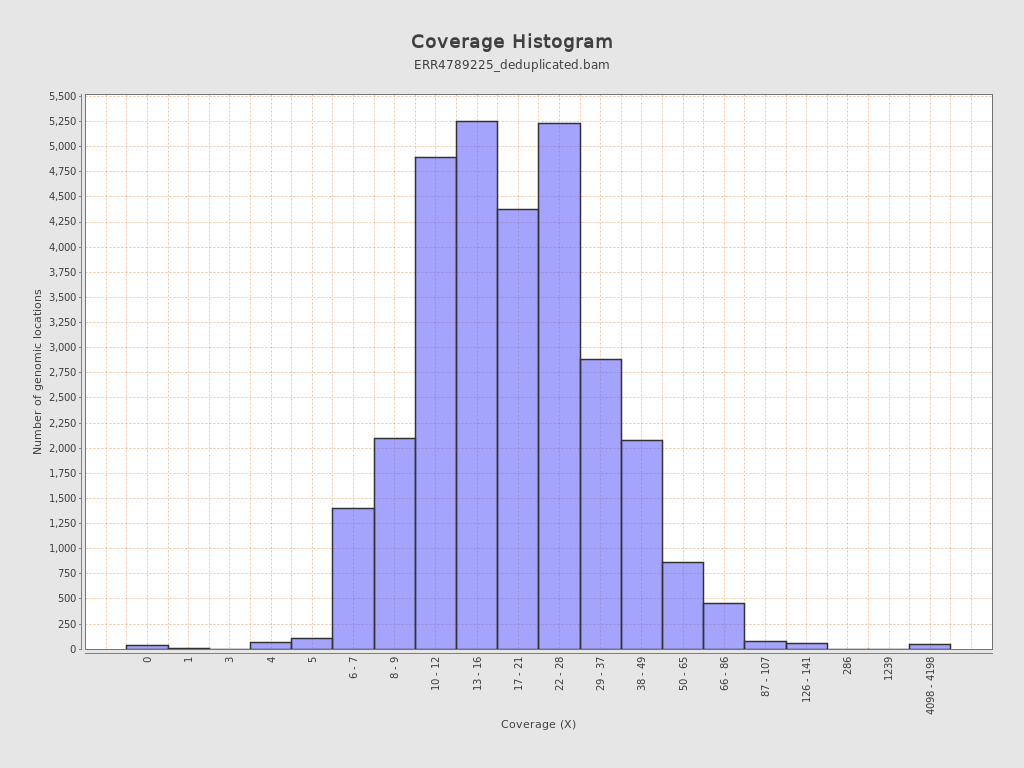 Coverage Histogram
ERR4789225_deduplicated.bam
Number of genomic locations
5,500
5,250
5,000
4,750
4,500
4,250
4,000
3,750
3,500
3,250
3,000
2,750
2,500
2,250
2,000
1,750
1,500
1,250
1,000
750
500
250
0
0
1
3
4
5
6 - 7
8 - 9
10 - 12
13 - 16
17 - 21
22 - 28
29 - 37
38 - 49
50 - 65
66 - 86
87 - 107
126 - 141
286
1239
4098 - 4198
Coverage (X)